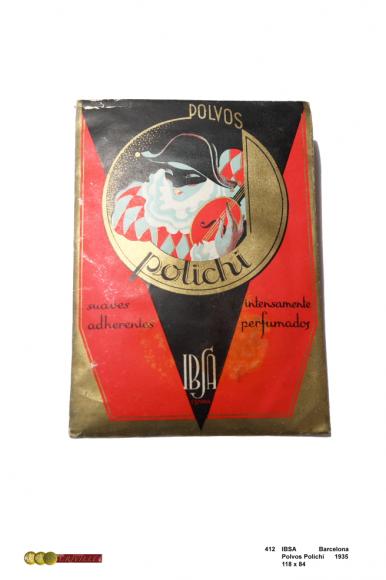 POLVOS
polichi
suaves intensamente
adherentes perfumados
IBSA
412 IBSA Barcelona
Polvos Polichi 1935
118 x 84